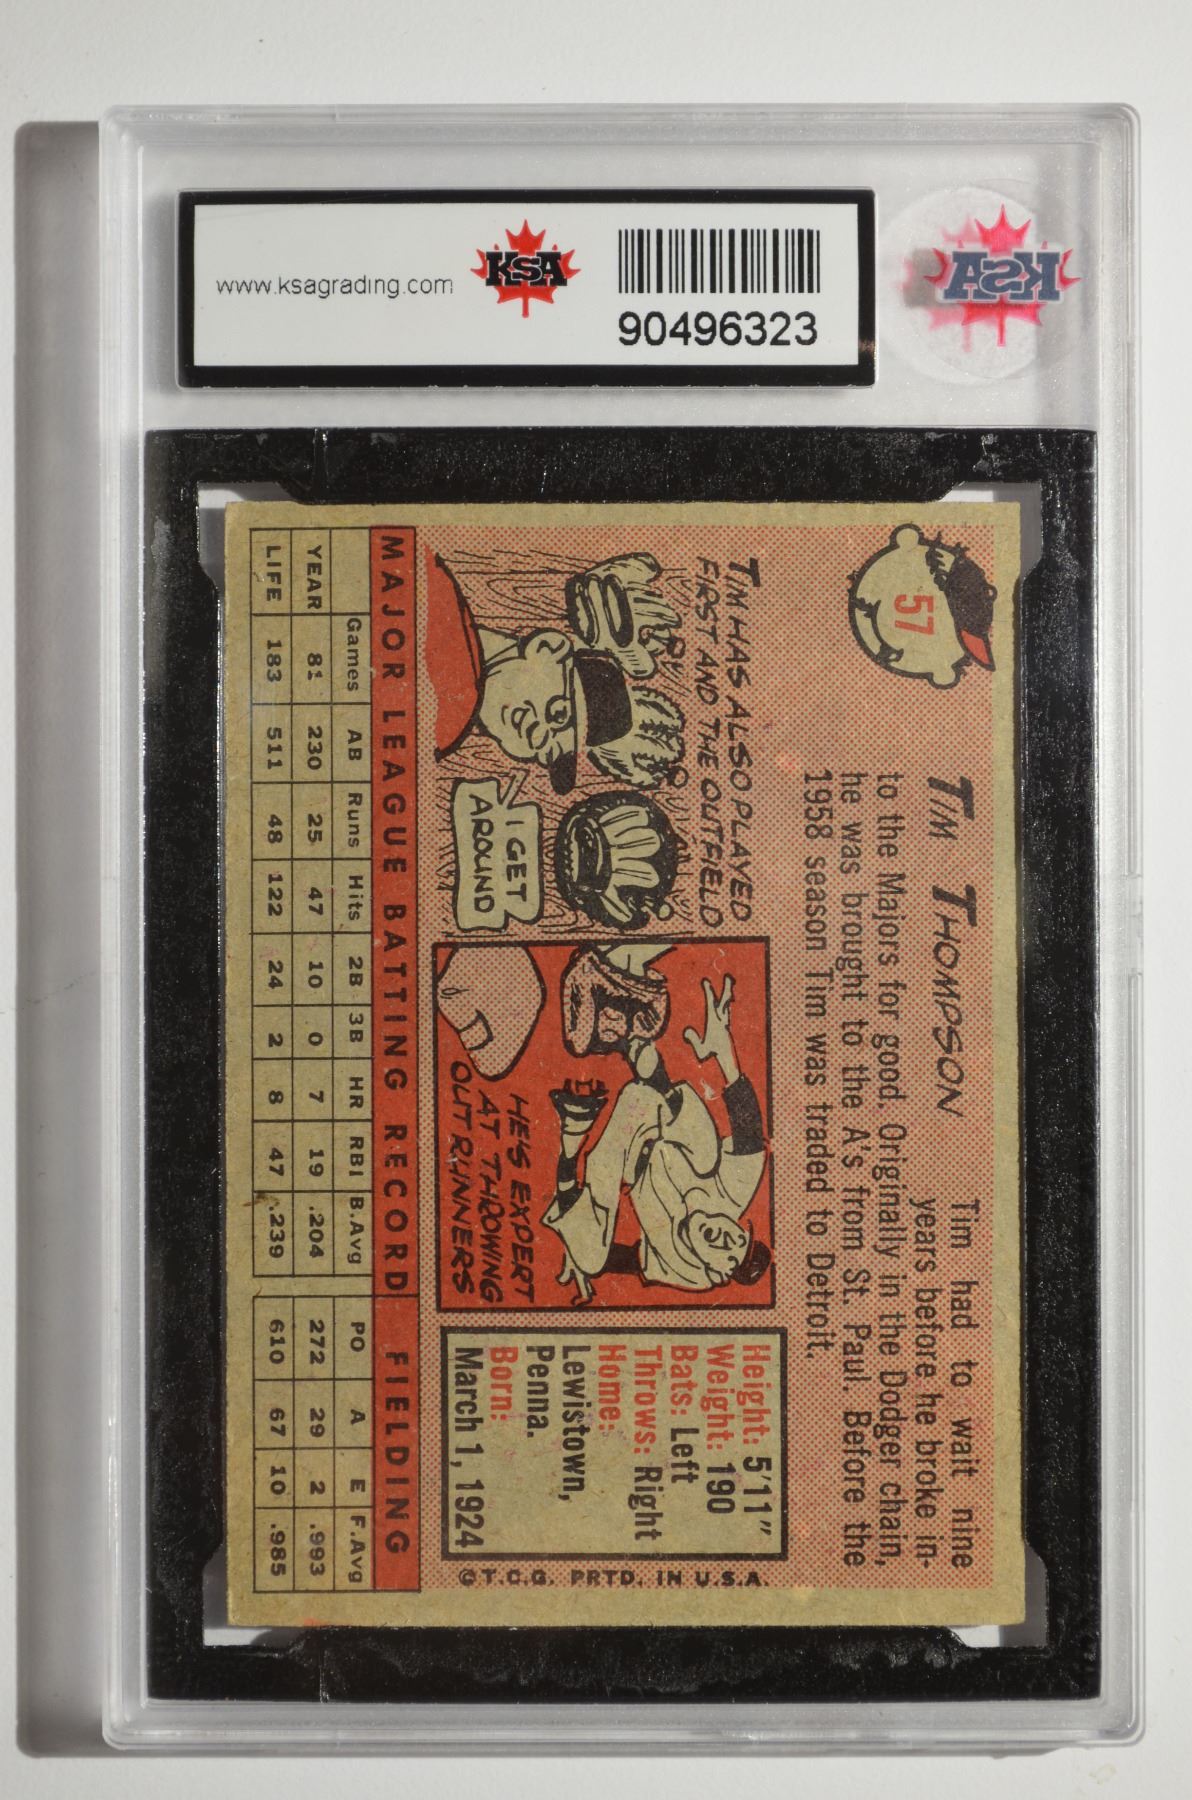 www.ksagrading.com
KSA
90496323
KSA
57
TIM THOMPSON
Tim had to wait nine
years before he broke in-
to the Majors for good. Originally in the Dodger chain,
he was brought to the A's from St. Paul. Before the
1958 season Tim was traded to Detroit.
TIM HAS ALSO PLAYED
FIRST AND THE OUTFIELD
I GET
AROUND
HE'S EXPERT
AT THROWING
OUT RUNNERS
Height: 5'11"
Weight: 190
Bats: Left
Throws: Right
Home:
Lewistown,
Penna.
Born:
March 1, 1924
©T.C.G. PRTD. IN U.S.A.
MAJOR LEAGUE BATTING RECORD FIELDING
Games AB Runs Hits 2B 3B HR RBI B.Avg PO A E F.Avg
YEAR 81 230 25 47 10 0 7 19 .204 272 29 2 .993
LIFE 183 511 48 122 24 2 8 47 .239 610 67 10 .985